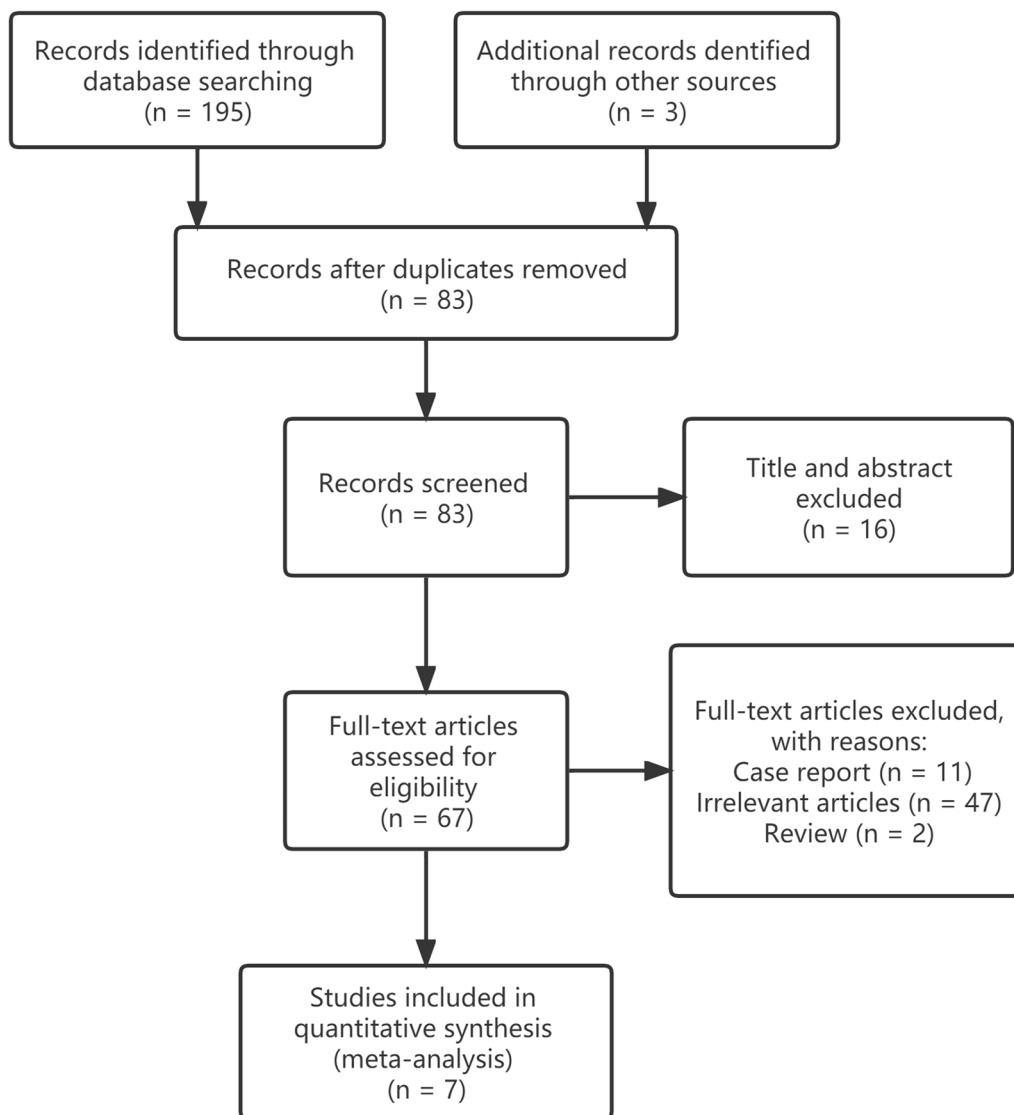 Records identified through
database searching
(n = 195)
Additional records dentified
through other sources
(n = 3)
Records after duplicates removed
(n = 83)
Records screened
(n = 83)
Title and abstract
excluded
(n = 16)
Full-text articles
assessed for
eligibility
(n = 67)
Full-text articles excluded,
with reasons:
Case report (n = 11)
Irrelevant articles (n = 47)
Review (n = 2)
Studies included in
quantitative synthesis
(meta-analysis)
(n = 7)